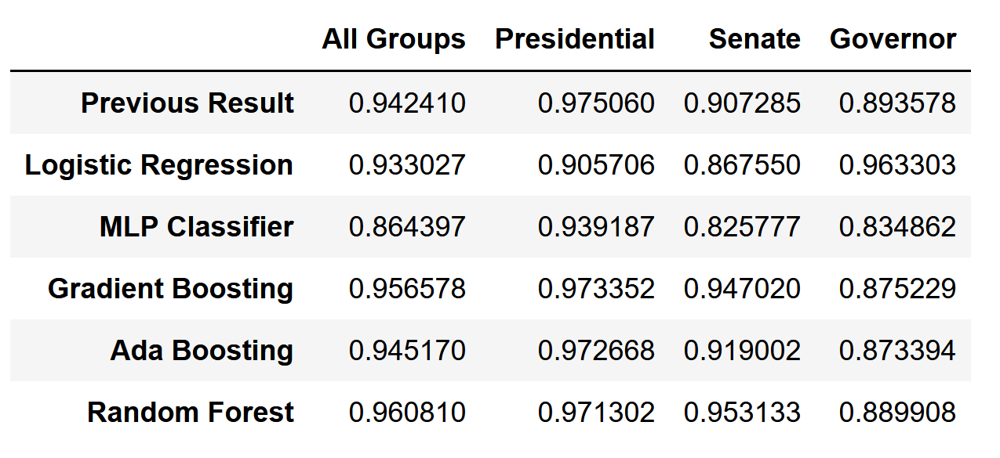 All Groups Presidential Senate Governor
Previous Result 0.942410 0.975060 0.907285 0.893578
Logistic Regression 0.933027 0.905706 0.867550 0.963303
MLP Classifier 0.864397 0.939187 0.825777 0.834862
Gradient Boosting 0.956578 0.973352 0.947020 0.875229
Ada Boosting 0.945170 0.972668 0.919002 0.873394
Random Forest 0.960810 0.971302 0.953133 0.889908